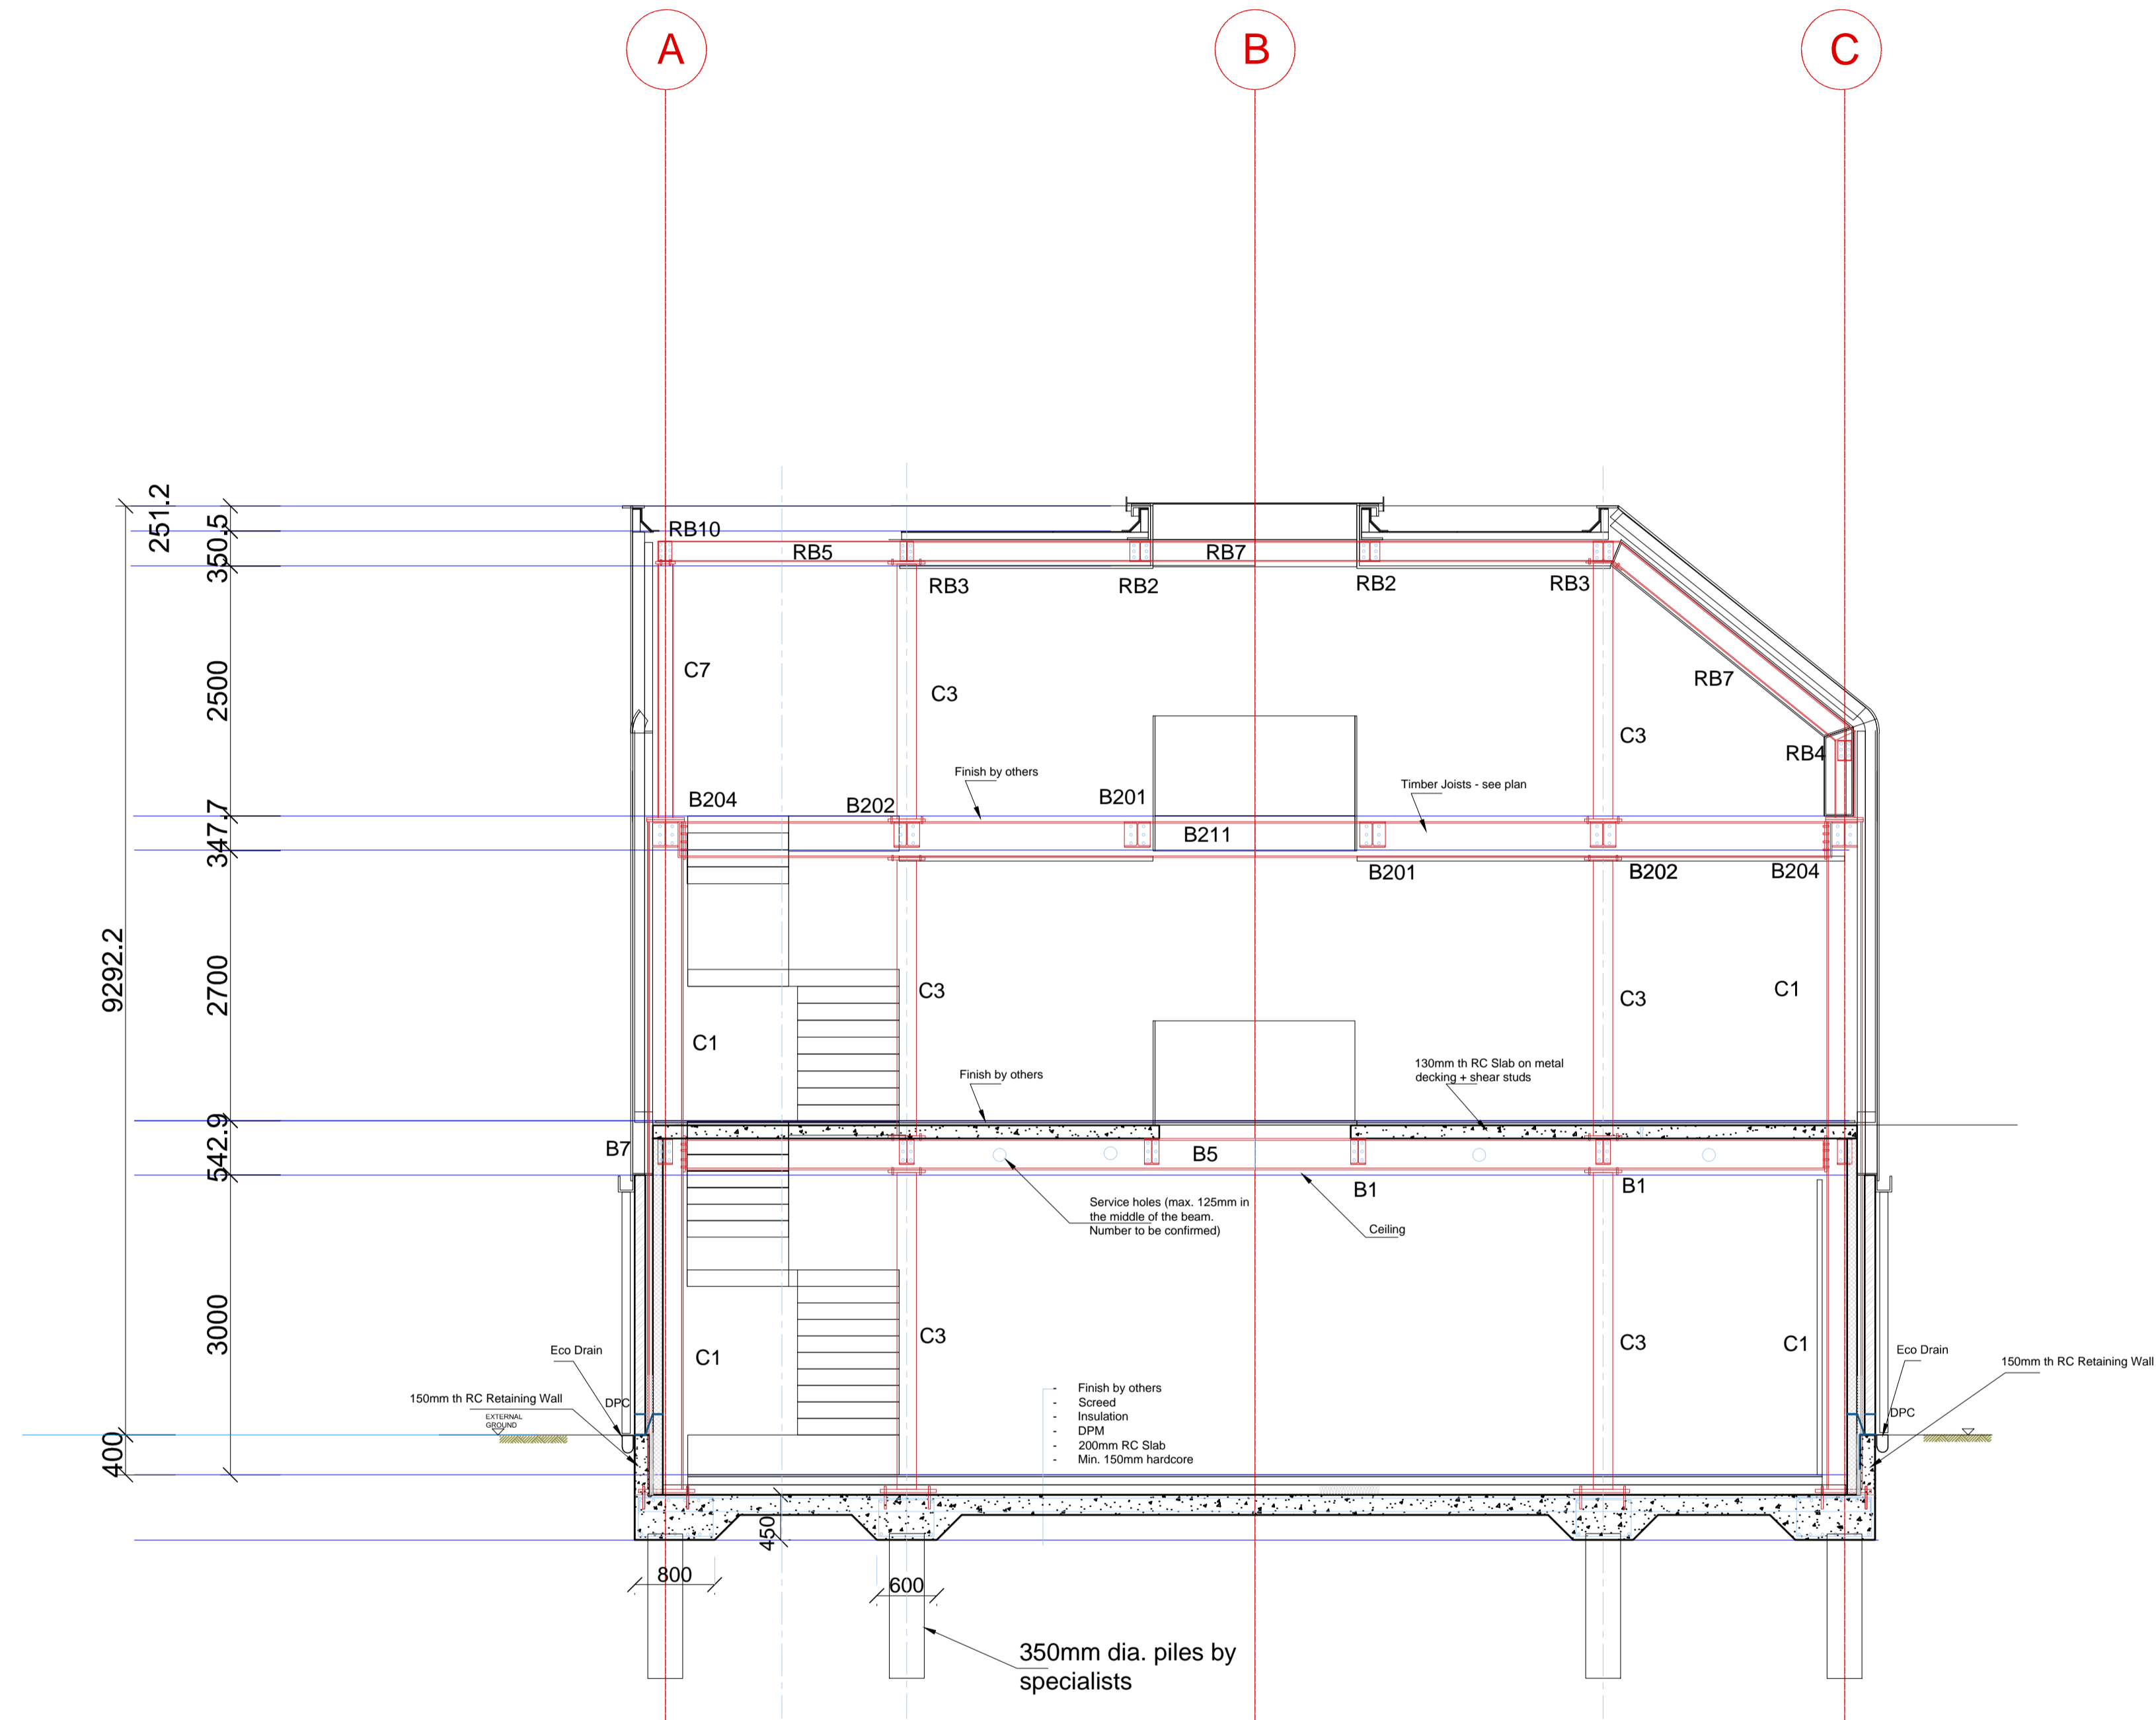 A
B
C
251.2
350.5
RB10
RB5
RB7
RB3
RB2
RB2
RB3
2500
C7
C3
RB7
C3
RB4
Finish by others
Timber Joists - see plan
B204
B202
B201
347.7
B211
B201
B202
B204
9292.2
2700
C3
C3
C1
C1
Finish by others
130mm th RC Slab on metal
decking + shear studs
542.9
B7
B5
B1
B1
Service holes (max. 125mm in
the middle of the beam.
Number to be confirmed)
Ceiling
3000
C3
C3
C1
C1
Eco Drain
Eco Drain
150mm th RC Retaining Wall
150mm th RC Retaining Wall
DPC
DPC
EXTERNAL
GROUND
- Finish by others
- Screed
- Insulation
- DPM
- 200mm RC Slab
- Min. 150mm hardcore
400
450
800
600
350mm dia. piles by
specialists